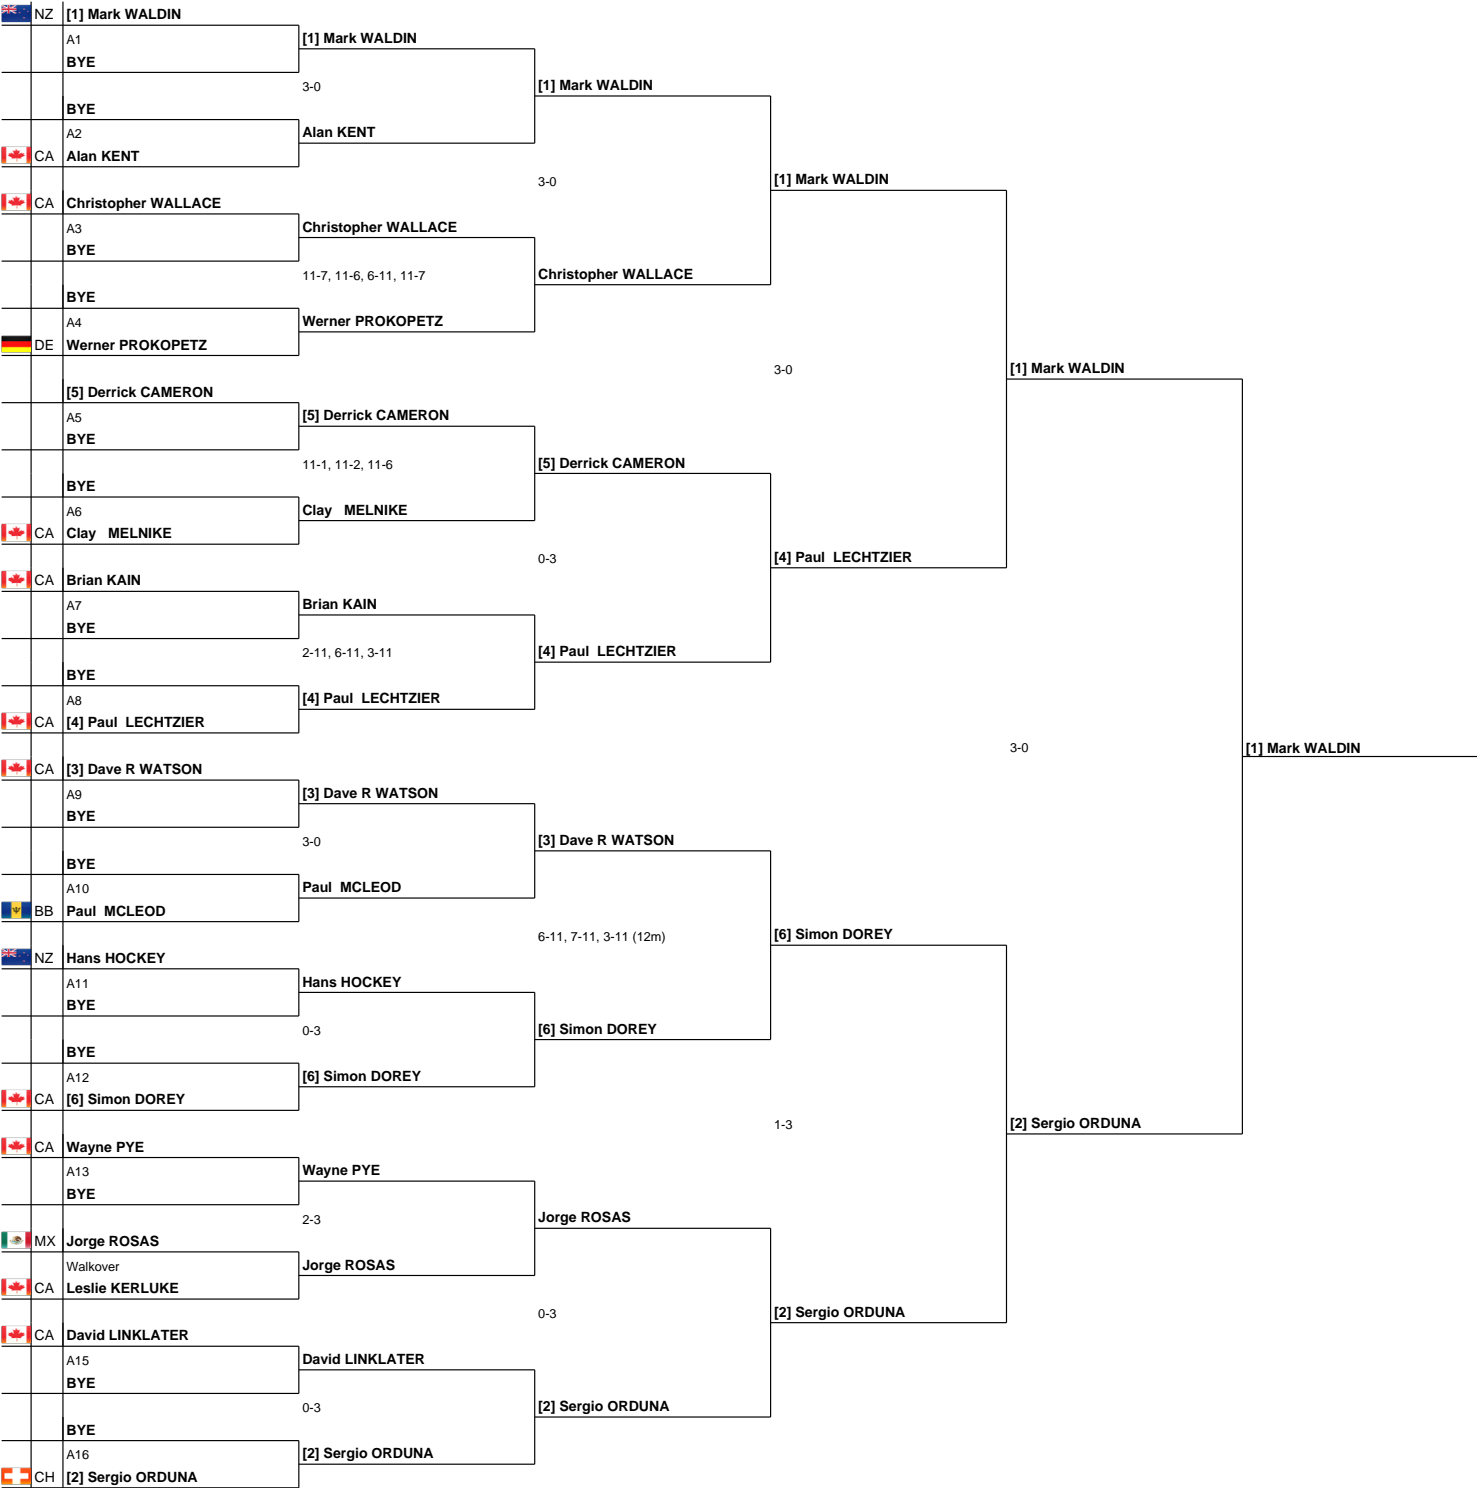 NZ [1] Mark WALDIN
A1 [1] Mark WALDIN
BYE
3-0 [1] Mark WALDIN
BYE
A2 Alan KENT
CA Alan KENT
3-0 [1] Mark WALDIN
CA Christopher WALLACE
A3 Christopher WALLACE
BYE
11-7, 11-6, 6-11, 11-7 Christopher WALLACE
BYE
A4 Werner PROKOPETZ
DE Werner PROKOPETZ
3-0 [1] Mark WALDIN
[5] Derrick CAMERON
A5 [5] Derrick CAMERON
BYE
11-1, 11-2, 11-6 [5] Derrick CAMERON
BYE
A6 Clay MELNIKE
CA Clay MELNIKE
0-3 [4] Paul LECHTZIER
CA Brian KAIN
A7 Brian KAIN
BYE
2-11, 6-11, 3-11 [4] Paul LECHTZIER
BYE
A8 [4] Paul LECHTZIER
CA [4] Paul LECHTZIER
3-0 [1] Mark WALDIN
CA [3] Dave R WATSON
A9 [3] Dave R WATSON
BYE
3-0 [3] Dave R WATSON
BYE
A10 Paul MCLEOD
BB Paul MCLEOD
6-11, 7-11, 3-11 (12m) [6] Simon DOREY
NZ Hans HOCKEY
A11 Hans HOCKEY
BYE
0-3 [6] Simon DOREY
BYE
A12 [6] Simon DOREY
CA [6] Simon DOREY
1-3 [2] Sergio ORDUNA
CA Wayne PYE
A13 Wayne PYE
BYE
2-3 Jorge ROSAS
MX Jorge ROSAS
Walkover Jorge ROSAS
CA Leslie KERLUKE
0-3 [2] Sergio ORDUNA
CA David LINKLATER
A15 David LINKLATER
BYE
0-3 [2] Sergio ORDUNA
BYE
A16 [2] Sergio ORDUNA
CH [2] Sergio ORDUNA